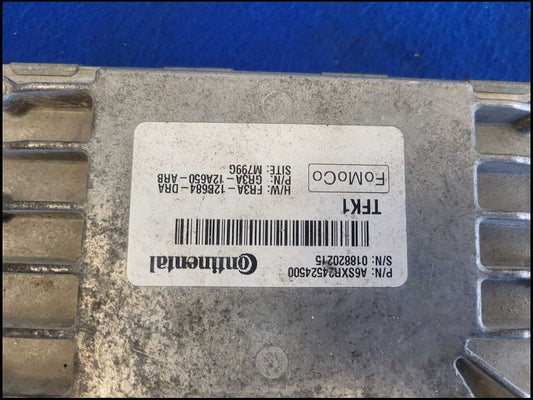 P/N: A6SXR24524500
S/N: 018820215
Continental
TFK1
FoMoCo
H/W: FR3A-12B684-DRA
P/N: GR3A-12A650-ARB
SITE: M799G